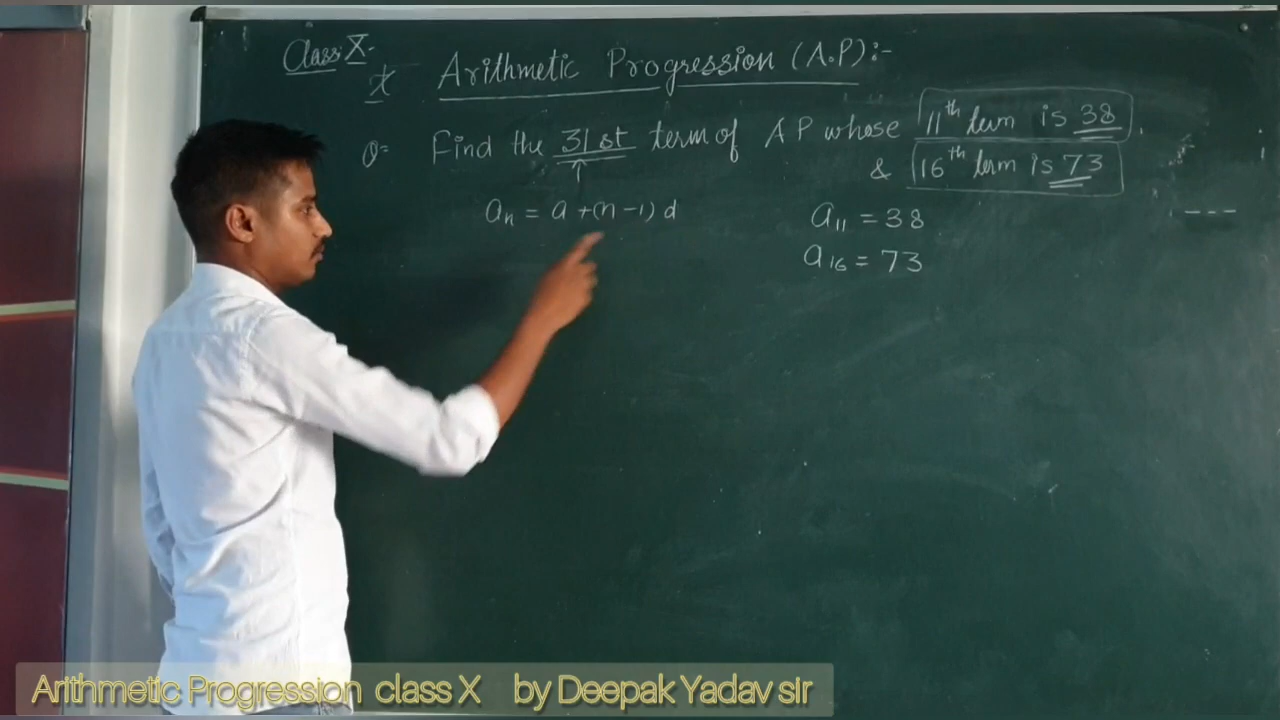 Class X-
* Arithmetic Progression (A.P):-
Q= Find the 31st term of AP whose 11th term is 38,
& 16th term is 73
an = a + (n - 1) d
a11 = 38
a16 = 73
Arithmetic Progression class X by Deepak Yadav sIr